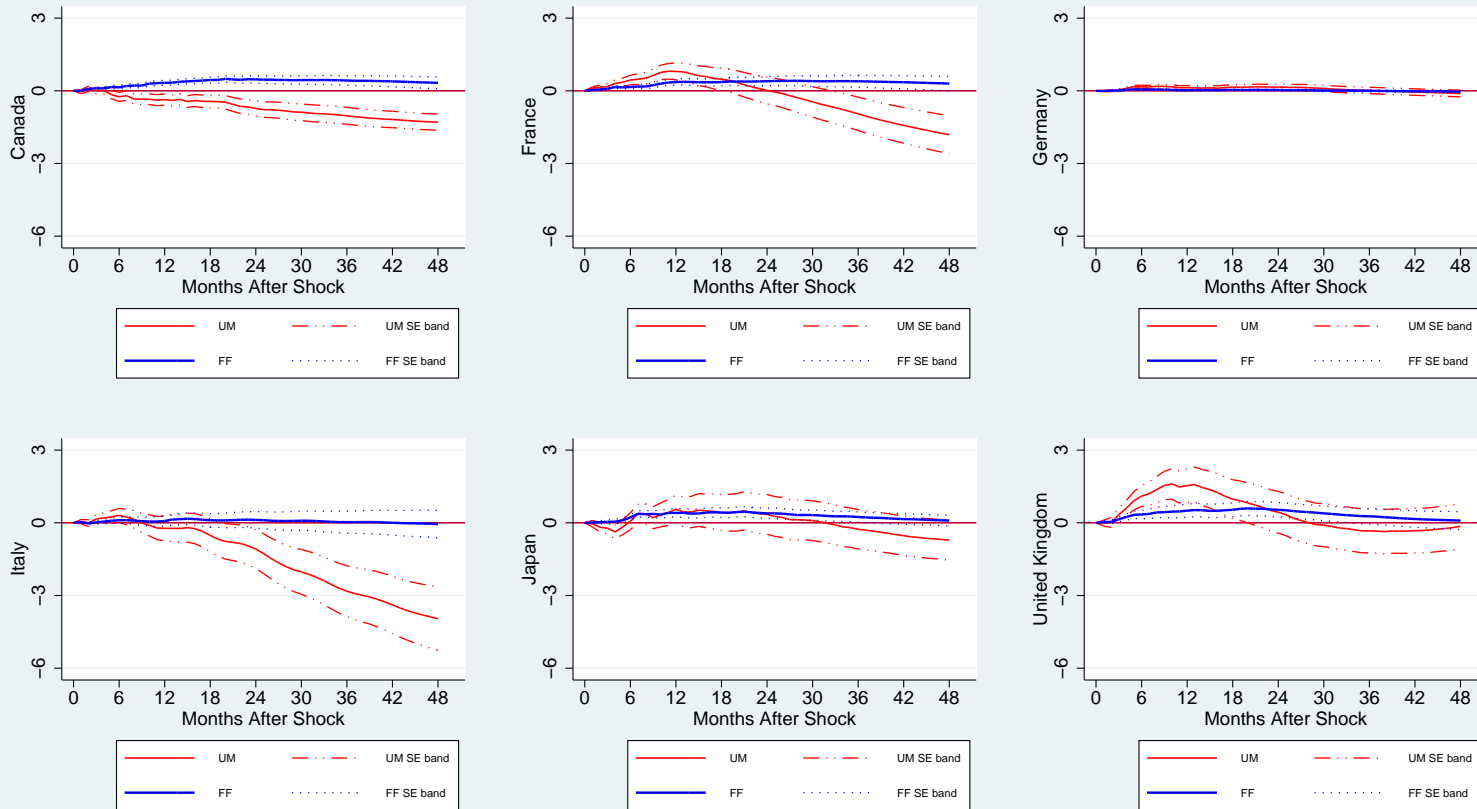 Canada
3
0
−3
−6
0 6 12 18 24 30 36 42 48
Months After Shock
UM UM SE band
FF FF SE band
France
3
0
−3
−6
0 6 12 18 24 30 36 42 48
Months After Shock
UM UM SE band
FF FF SE band
Germany
3
0
−3
−6
0 6 12 18 24 30 36 42 48
Months After Shock
UM UM SE band
FF FF SE band
Italy
3
0
−3
−6
0 6 12 18 24 30 36 42 48
Months After Shock
UM UM SE band
FF FF SE band
Japan
3
0
−3
−6
0 6 12 18 24 30 36 42 48
Months After Shock
UM UM SE band
FF FF SE band
United Kingdom
3
0
−3
−6
0 6 12 18 24 30 36 42 48
Months After Shock
UM UM SE band
FF FF SE band